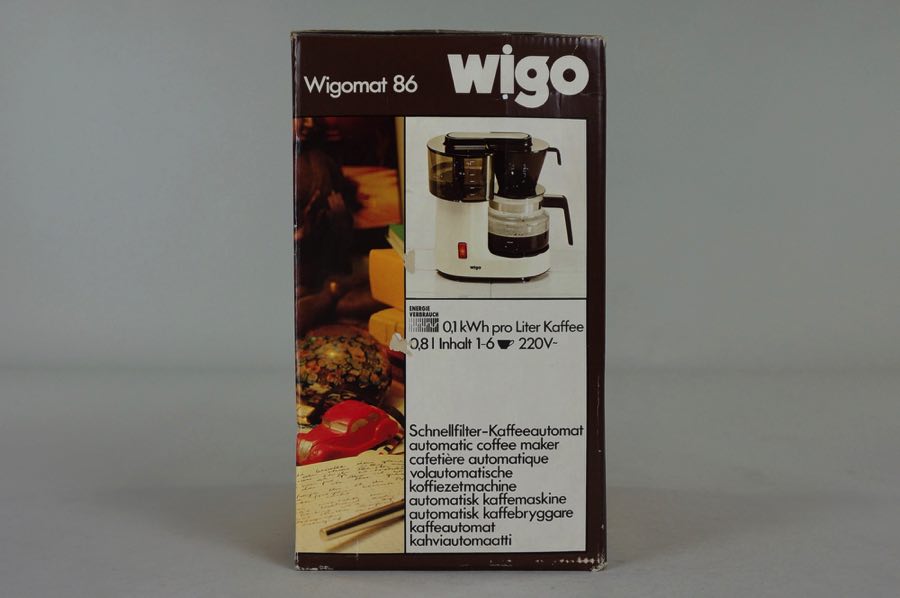 Wigomat 86
wigo
wigo
ENERGIE
VERBRAUCH
0,1 kWh pro Liter Kaffee
0,8 l Inhalt 1-6 220V~
Schnellfilter-Kaffeeautomat
automatic coffee maker
cafetière automatique
volautomatische
koffiezetmachine
automatisk kaffemaskine
automatisk kaffebryggare
kaffeautomat
kahviautomaatti